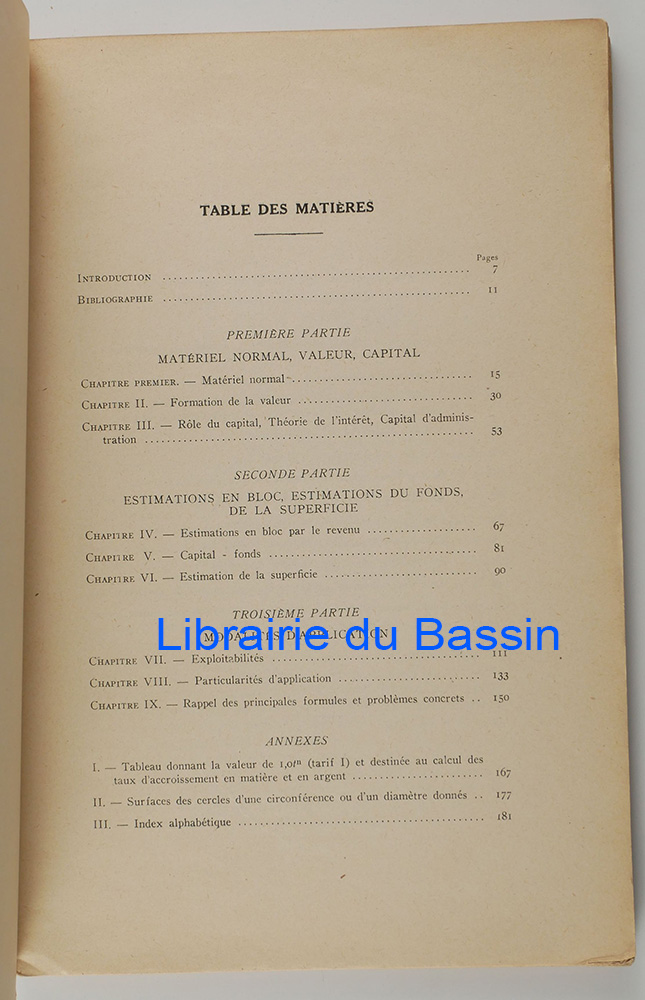 TABLE DES MATIÈRES
Pages
INTRODUCTION ........ 7
BIBLIOGRAPHIE ........ 11
PREMIÈRE PARTIE
MATÉRIEL NORMAL, VALEUR, CAPITAL
CHAPITRE PREMIER. — Matériel normal ........ 15
CHAPITRE II. — Formation de la valeur ........ 30
CHAPITRE III. — Rôle du capital, Théorie de l'intérêt, Capital d'adminis-
tration ........ 53
SECONDE PARTIE
ESTIMATIONS EN BLOC, ESTIMATIONS DU FONDS,
DE LA SUPERFICIE
CHAPITRE IV. — Estimations en bloc par le revenu ........ 67
CHAPITRE V. — Capital - fonds ........ 81
CHAPITRE VI. — Estimation de la superficie ........ 90
TROISIÈME PARTIE
Librairie du Bassin
MODALITÉS D'APPLICATION
CHAPITRE VII. — Exploitabilités ........ 111
CHAPITRE VIII. — Particularités d'application ........ 133
CHAPITRE IX. — Rappel des principales formules et problèmes concrets .. 150
ANNEXES
I. — Tableau donnant la valeur de (tarif I) et destinée au calcul des
taux d'accroissement en matière et en argent ........ 167
II. — Surfaces des cercles d'une circonférence ou d'un diamètre donnés .. 177
III. — Index alphabétique ........ 181